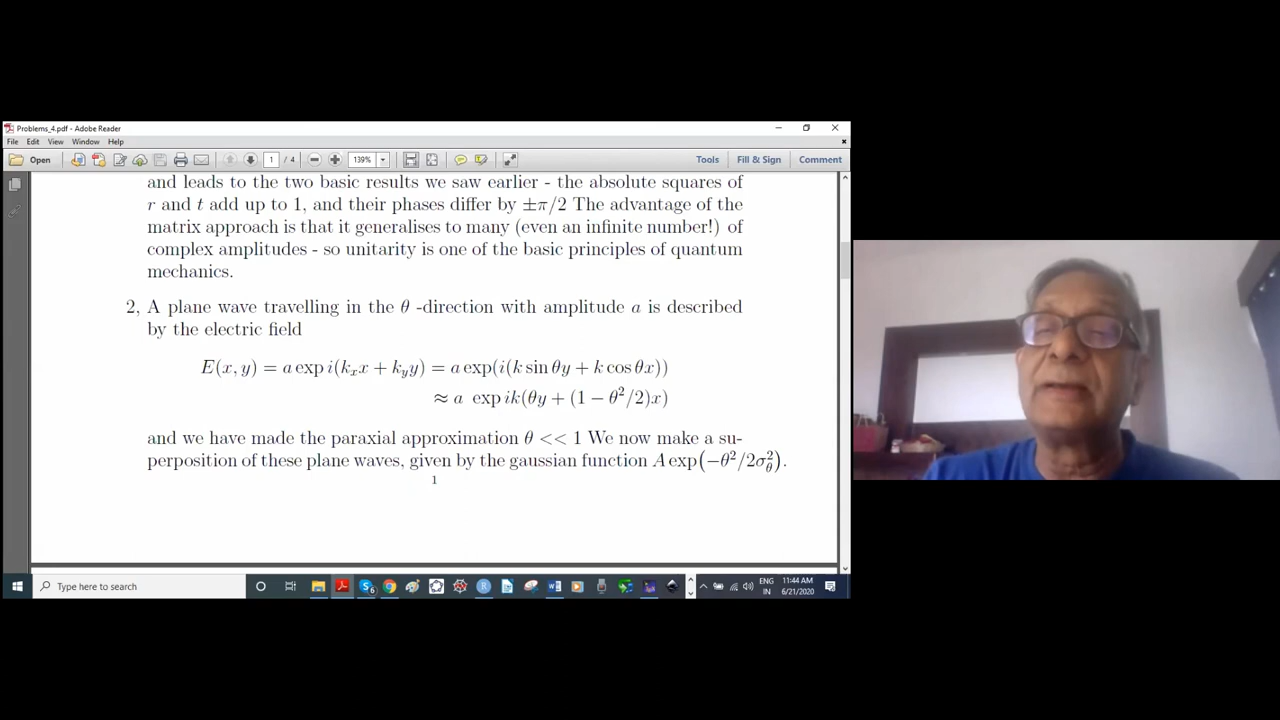 Problems_4.pdf - Adobe Reader
File Edit View Window Help
Open 1 / 4 139% Tools Fill & Sign Comment
and leads to the two basic results we saw earlier - the absolute squares of
r and t add up to 1, and their phases differ by ±π/2 The advantage of the
matrix approach is that it generalises to many (even an infinite number!) of
complex amplitudes - so unitarity is one of the basic principles of quantum
mechanics.
2, A plane wave travelling in the θ -direction with amplitude a is described
by the electric field
E(x, y) = a exp i(kₓx + k_y y) = a exp(i(k sin θy + k cos θx))
≈ a exp ik(θy + (1 − θ²/2)x)
and we have made the paraxial approximation θ << 1 We now make a su-
perposition of these plane waves, given by the gaussian function A exp(−θ²/2σ_θ²).
1
Type here to search
6
ENG 11:44 AM
IN 6/21/2020